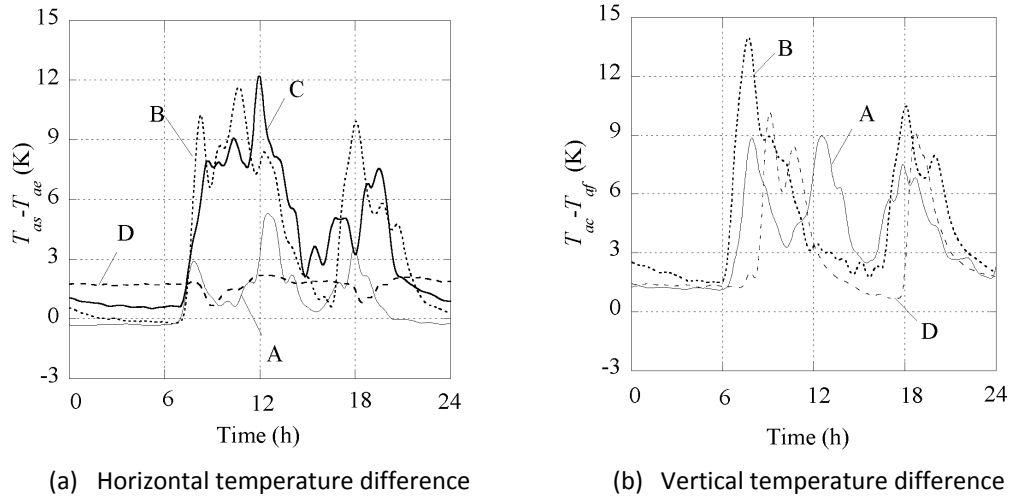 15
12
9
6
3
0
-3
T_as -T_ae (K)
B
C
D
A
0 6 12 18 24
Time (h)
(a) Horizontal temperature difference
15
12
9
6
3
0
-3
T_ac -T_af (K)
B
A
D
0 6 12 18 24
Time (h)
(b) Vertical temperature difference